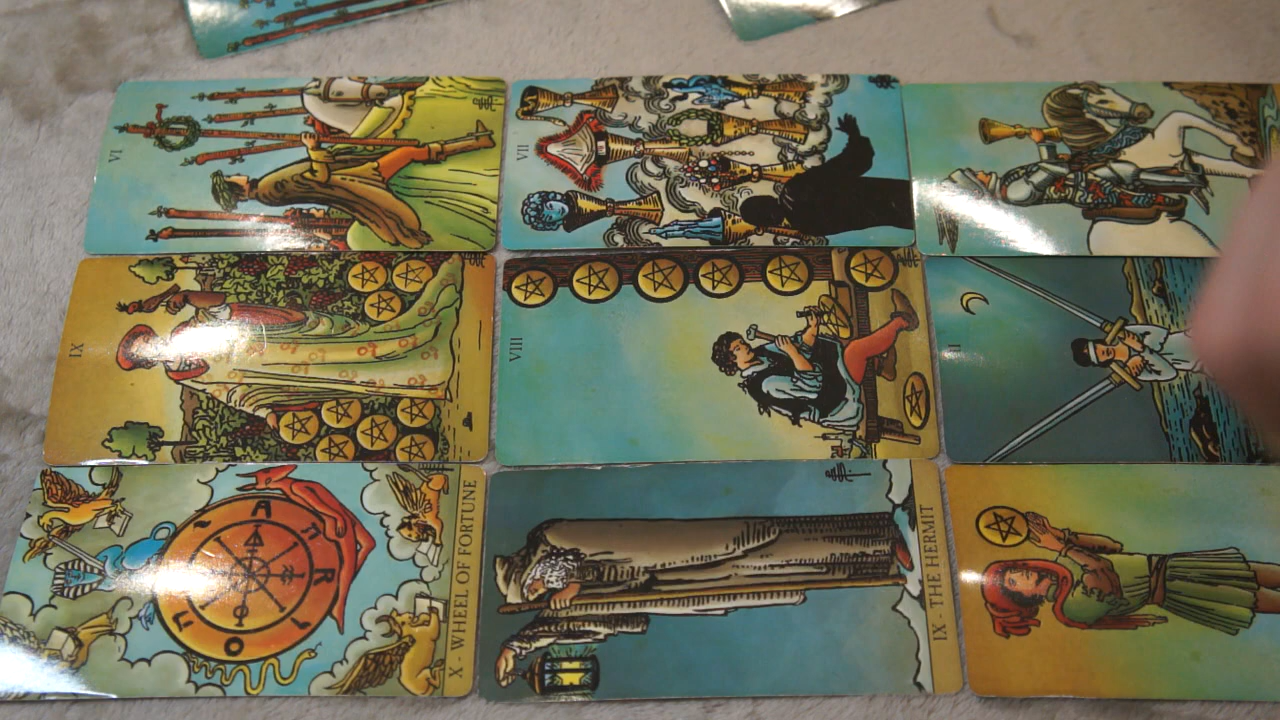 VI
VII
IX
VIII
II
X - WHEEL OF FORTUNE
IX - THE HERMIT